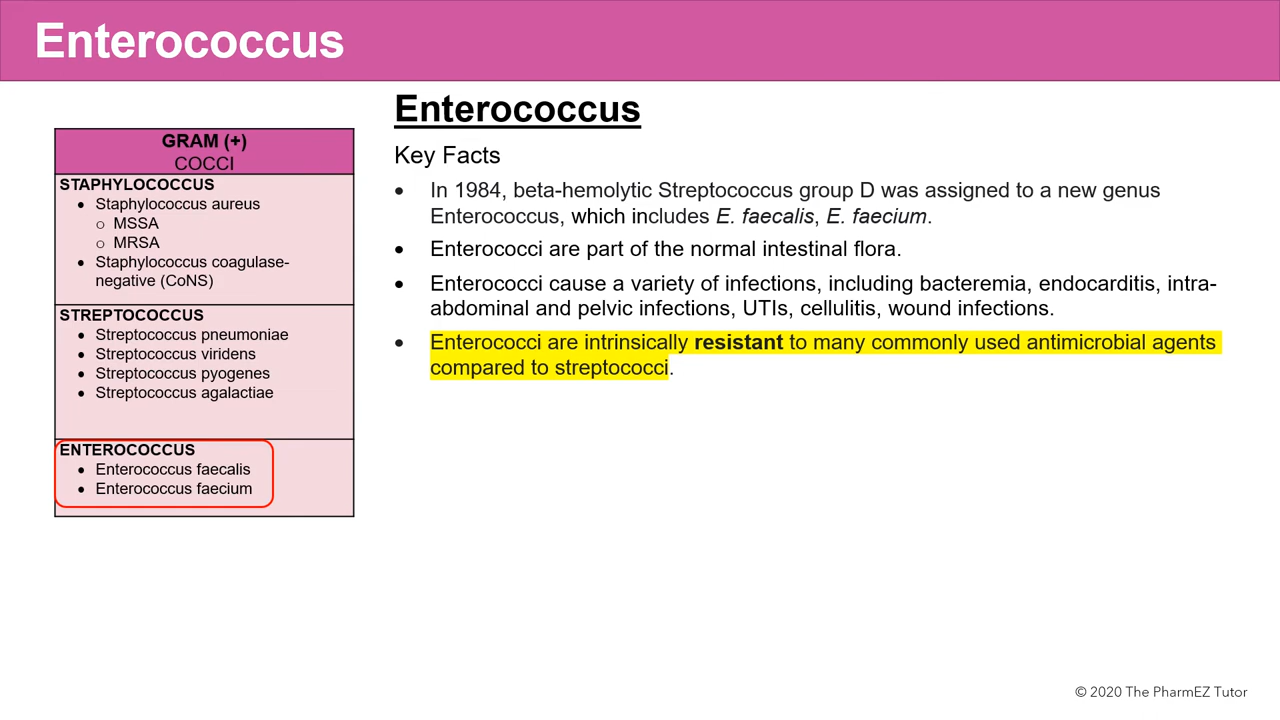 Enterococcus
GRAM (+)
COCCI
STAPHYLOCOCCUS
• Staphylococcus aureus
○ MSSA
○ MRSA
• Staphylococcus coagulase-
negative (CoNS)
STREPTOCOCCUS
• Streptococcus pneumoniae
• Streptococcus viridens
• Streptococcus pyogenes
• Streptococcus agalactiae
ENTEROCOCCUS
• Enterococcus faecalis
• Enterococcus faecium
Enterococcus
Key Facts
• In 1984, beta-hemolytic Streptococcus group D was assigned to a new genus
Enterococcus, which includes E. faecalis, E. faecium.
• Enterococci are part of the normal intestinal flora.
• Enterococci cause a variety of infections, including bacteremia, endocarditis, intra-
abdominal and pelvic infections, UTIs, cellulitis, wound infections.
• Enterococci are intrinsically resistant to many commonly used antimicrobial agents
compared to streptococci.
© 2020 The PharmEZ Tutor